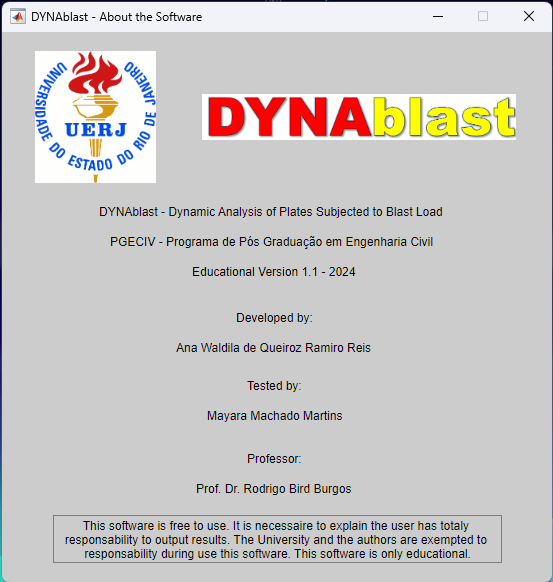 DYNAblast - About the Software
UNIVERSIDADE DO ESTADO DO RIO DE JANEIRO
UERJ
DYNAblast
DYNAblast - Dynamic Analysis of Plates Subjected to Blast Load
PGECIV - Programa de Pós Graduação em Engenharia Civil
Educational Version 1.1 - 2024
Developed by:
Ana Waldila de Queiroz Ramiro Reis
Tested by:
Mayara Machado Martins
Professor:
Prof. Dr. Rodrigo Bird Burgos
This software is free to use. It is necessaire to explain the user has totaly
responsability to output results. The University and the authors are exempted to
responsability during use this software. This software is only educational.